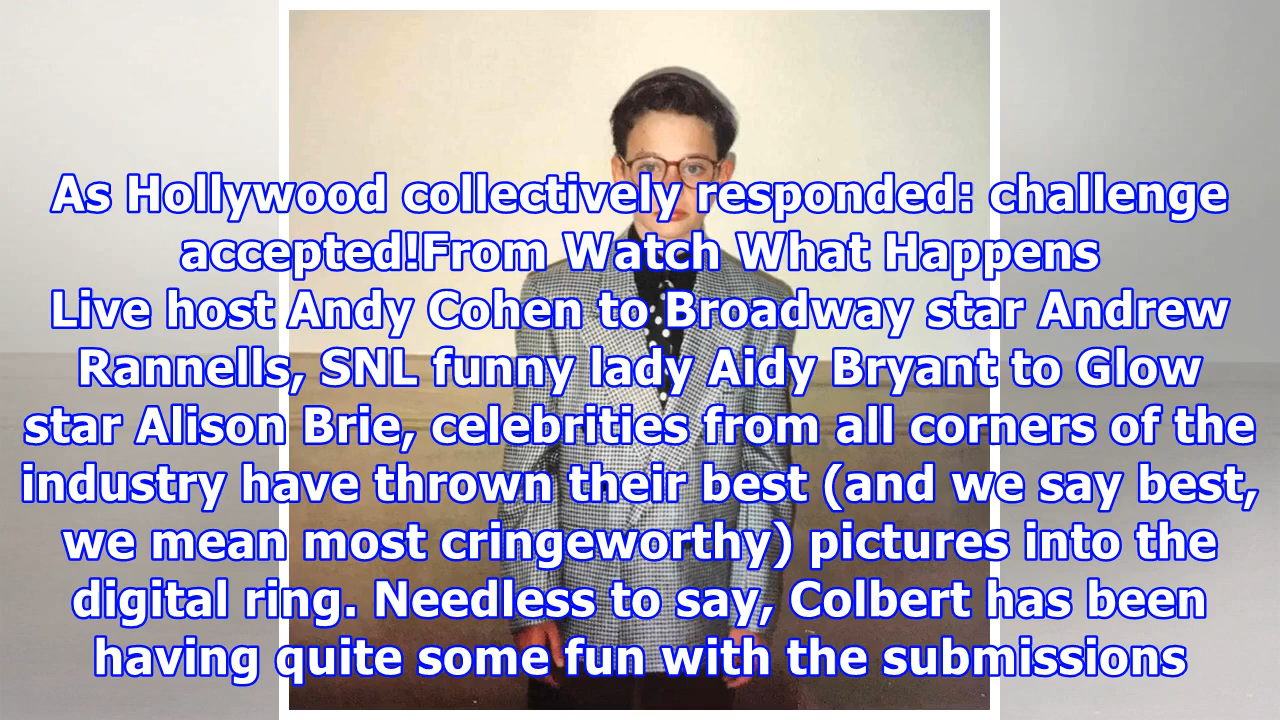 As Hollywood collectively responded: challenge
accepted!From Watch What Happens
Live host Andy Cohen to Broadway star Andrew
Rannells, SNL funny lady Aidy Bryant to Glow
star Alison Brie, celebrities from all corners of the
industry have thrown their best (and we say best,
we mean most cringeworthy) pictures into the
digital ring. Needless to say, Colbert has been
having quite some fun with the submissions